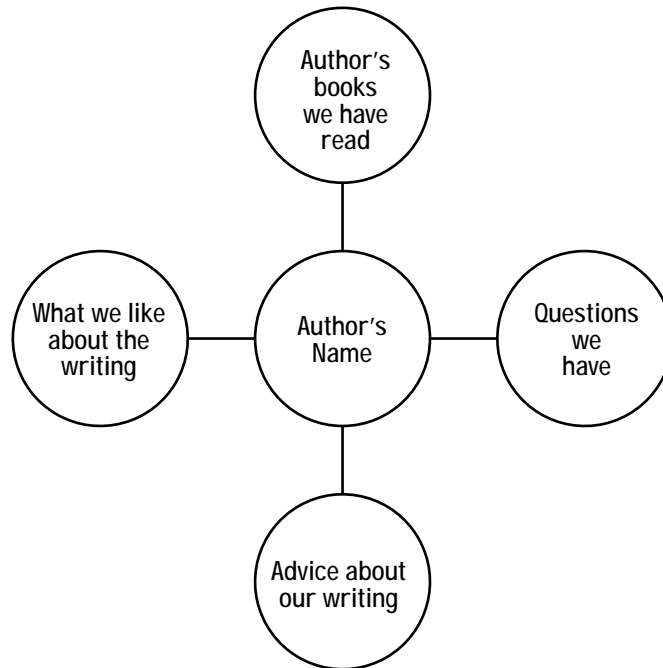 Author's
books
we have
read
What we like
about the
writing
Author's
Name
Questions
we
have
Advice about
our writing